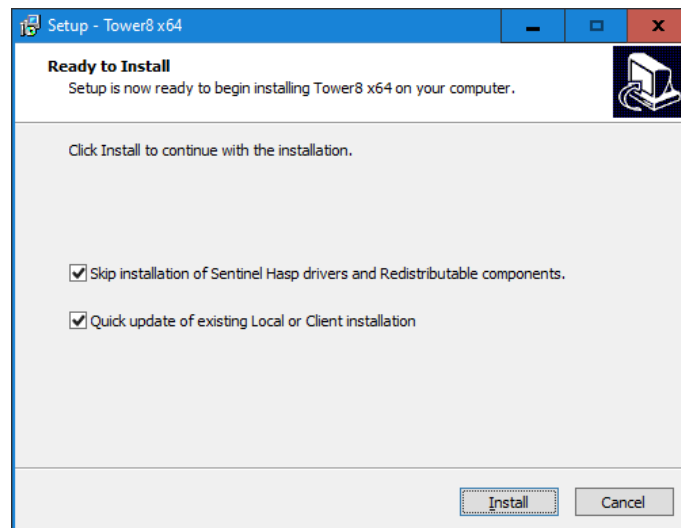 Setup - Tower8 x64
Ready to Install
Setup is now ready to begin installing Tower8 x64 on your computer.
Click Install to continue with the installation.
Skip installation of Sentinel Hasp drivers and Redistributable components.
Quick update of existing Local or Client installation
Install Cancel